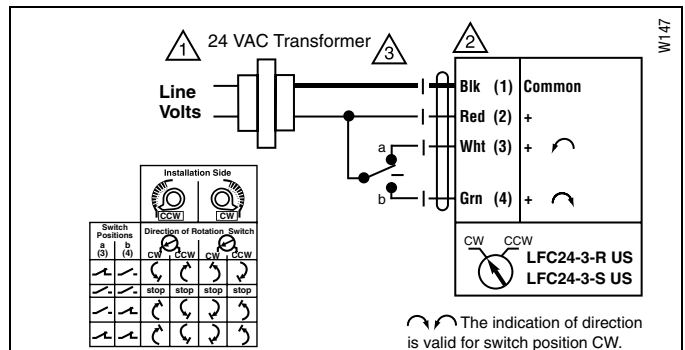 W147
1
24 VAC Transformer
3
2
Line
Volts
Blk (1) Common
Red (2) +
a
Wht (3) +
b
Grn (4) +
CW CCW
LFC24-3-R US
LFC24-3-S US
The indication of direction
is valid for switch position CW.
Installation Side
CCW CW
Switch
Positions
a b
(3) (4)
Direction of Rotation Switch
CW CCW CW CCW
stop stop stop stop